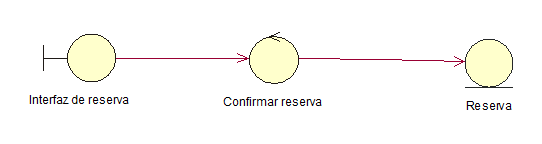 Interfaz de reserva
Confirmar reserva
Reserva